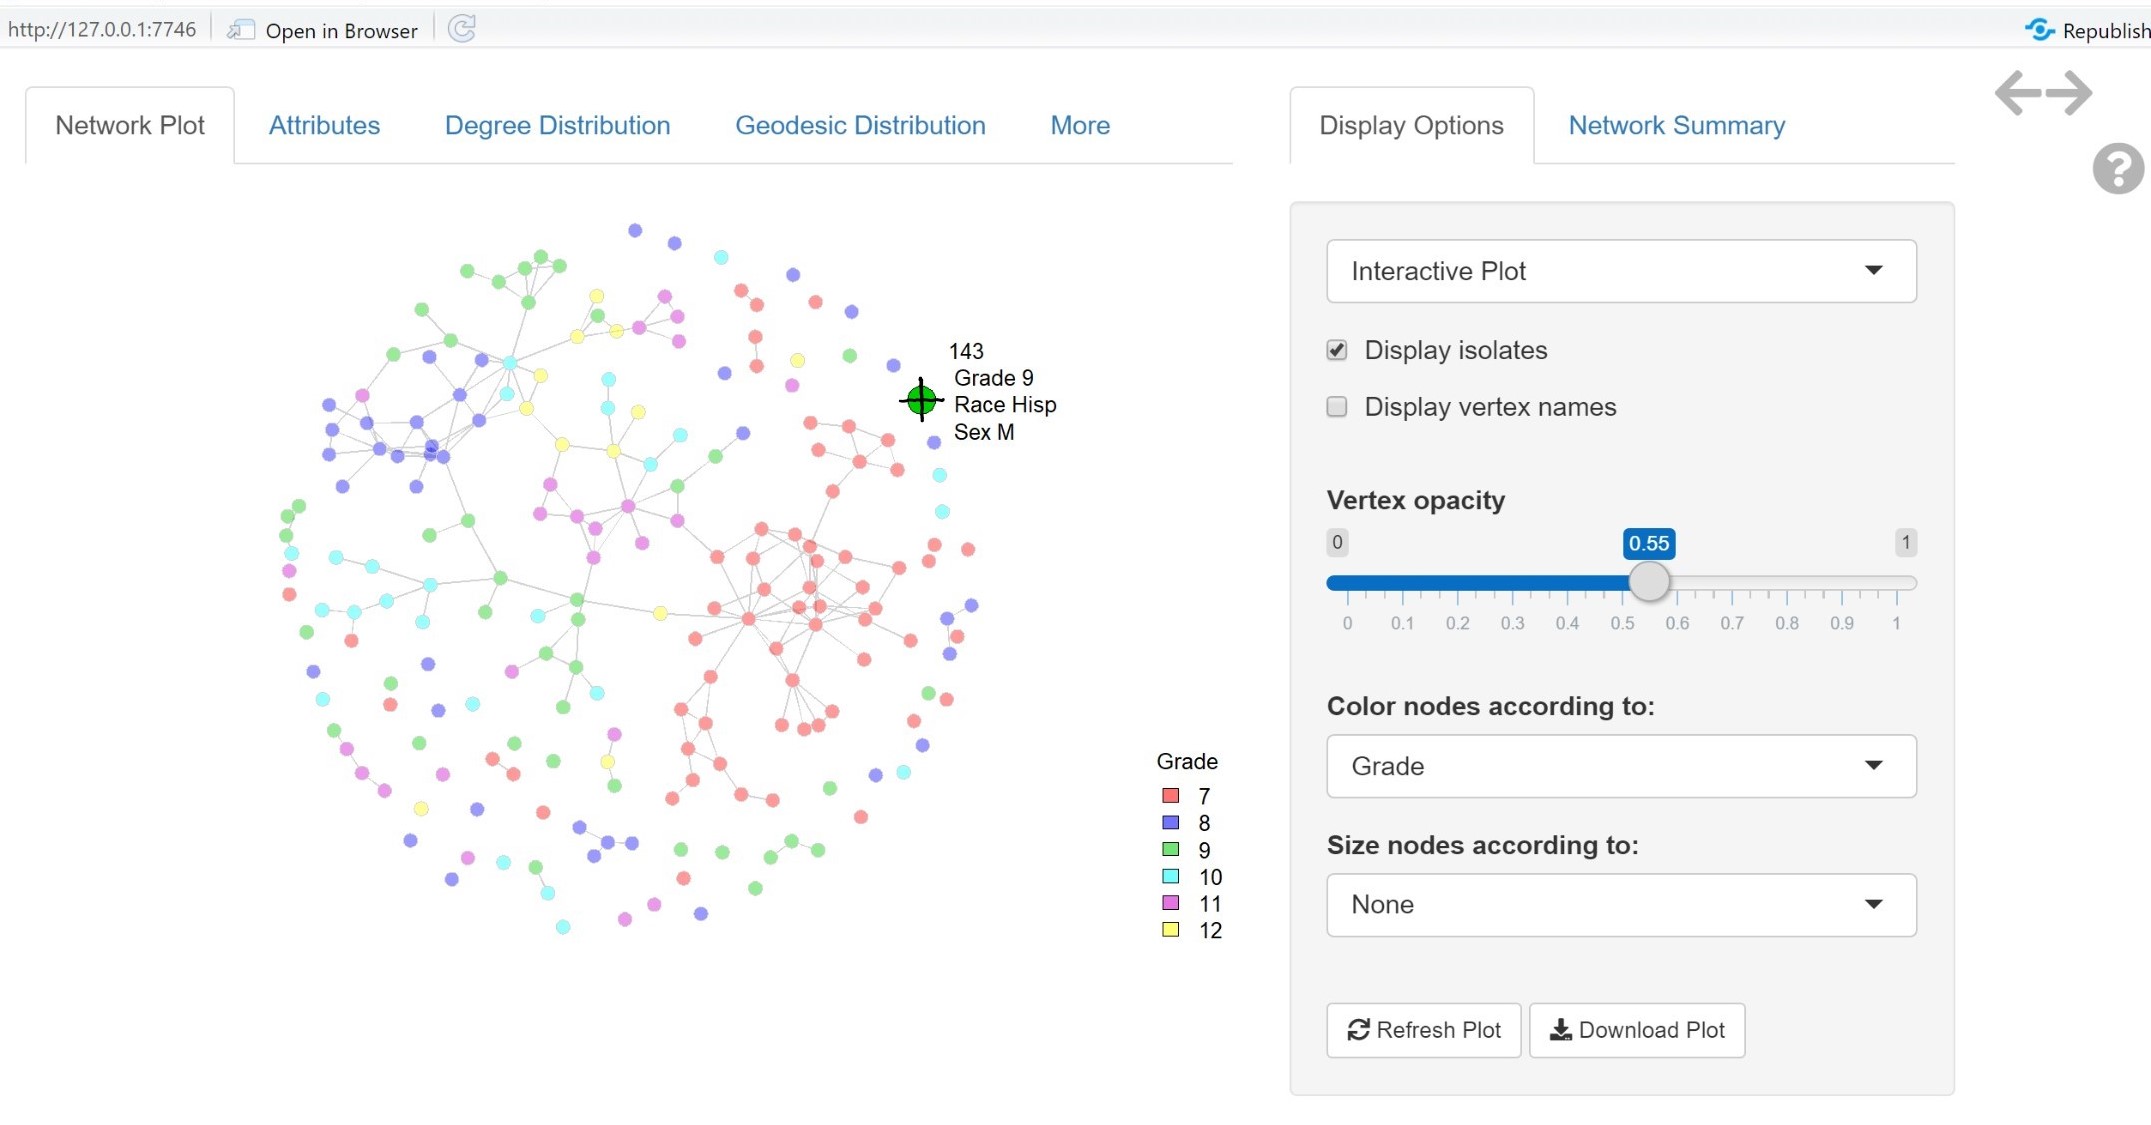 http://127.0.0.1:7746 Open in Browser Republish
Network Plot Attributes Degree Distribution Geodesic Distribution More
143
Grade 9
Race Hisp
Sex M
Grade
7
8
9
10
11
12
Display Options Network Summary
?
Interactive Plot
Display isolates
Display vertex names
Vertex opacity
0 0.55 1
0 0.1 0.2 0.3 0.4 0.5 0.6 0.7 0.8 0.9 1
Color nodes according to:
Grade
Size nodes according to:
None
Refresh Plot Download Plot